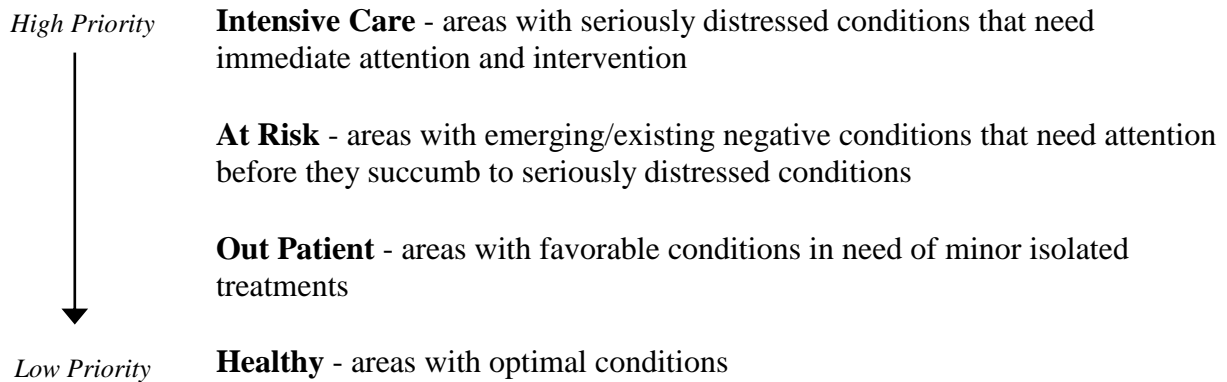 High Priority
Intensive Care - areas with seriously distressed conditions that need
immediate attention and intervention
At Risk - areas with emerging/existing negative conditions that need attention
before they succumb to seriously distressed conditions
Out Patient - areas with favorable conditions in need of minor isolated
treatments
Low Priority
Healthy - areas with optimal conditions